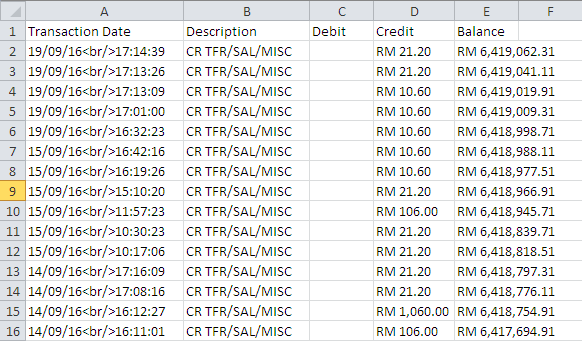 A B C D E F
1 Transaction Date Description Debit Credit Balance
2 19/09/16<br/>17:14:39 CR TFR/SAL/MISC RM 21.20 RM 6,419,062.31
3 19/09/16<br/>17:13:26 CR TFR/SAL/MISC RM 21.20 RM 6,419,041.11
4 19/09/16<br/>17:13:09 CR TFR/SAL/MISC RM 10.60 RM 6,419,019.91
5 19/09/16<br/>17:01:00 CR TFR/SAL/MISC RM 10.60 RM 6,419,009.31
6 19/09/16<br/>16:32:23 CR TFR/SAL/MISC RM 10.60 RM 6,418,998.71
7 15/09/16<br/>16:42:16 CR TFR/SAL/MISC RM 10.60 RM 6,418,988.11
8 15/09/16<br/>16:19:26 CR TFR/SAL/MISC RM 10.60 RM 6,418,977.51
9 15/09/16<br/>15:10:20 CR TFR/SAL/MISC RM 21.20 RM 6,418,966.91
10 15/09/16<br/>11:57:23 CR TFR/SAL/MISC RM 106.00 RM 6,418,945.71
11 15/09/16<br/>10:30:23 CR TFR/SAL/MISC RM 21.20 RM 6,418,839.71
12 15/09/16<br/>10:17:06 CR TFR/SAL/MISC RM 21.20 RM 6,418,818.51
13 14/09/16<br/>17:16:09 CR TFR/SAL/MISC RM 21.20 RM 6,418,797.31
14 14/09/16<br/>17:08:16 CR TFR/SAL/MISC RM 21.20 RM 6,418,776.11
15 14/09/16<br/>16:12:27 CR TFR/SAL/MISC RM 1,060.00 RM 6,418,754.91
16 14/09/16<br/>16:11:01 CR TFR/SAL/MISC RM 106.00 RM 6,417,694.91